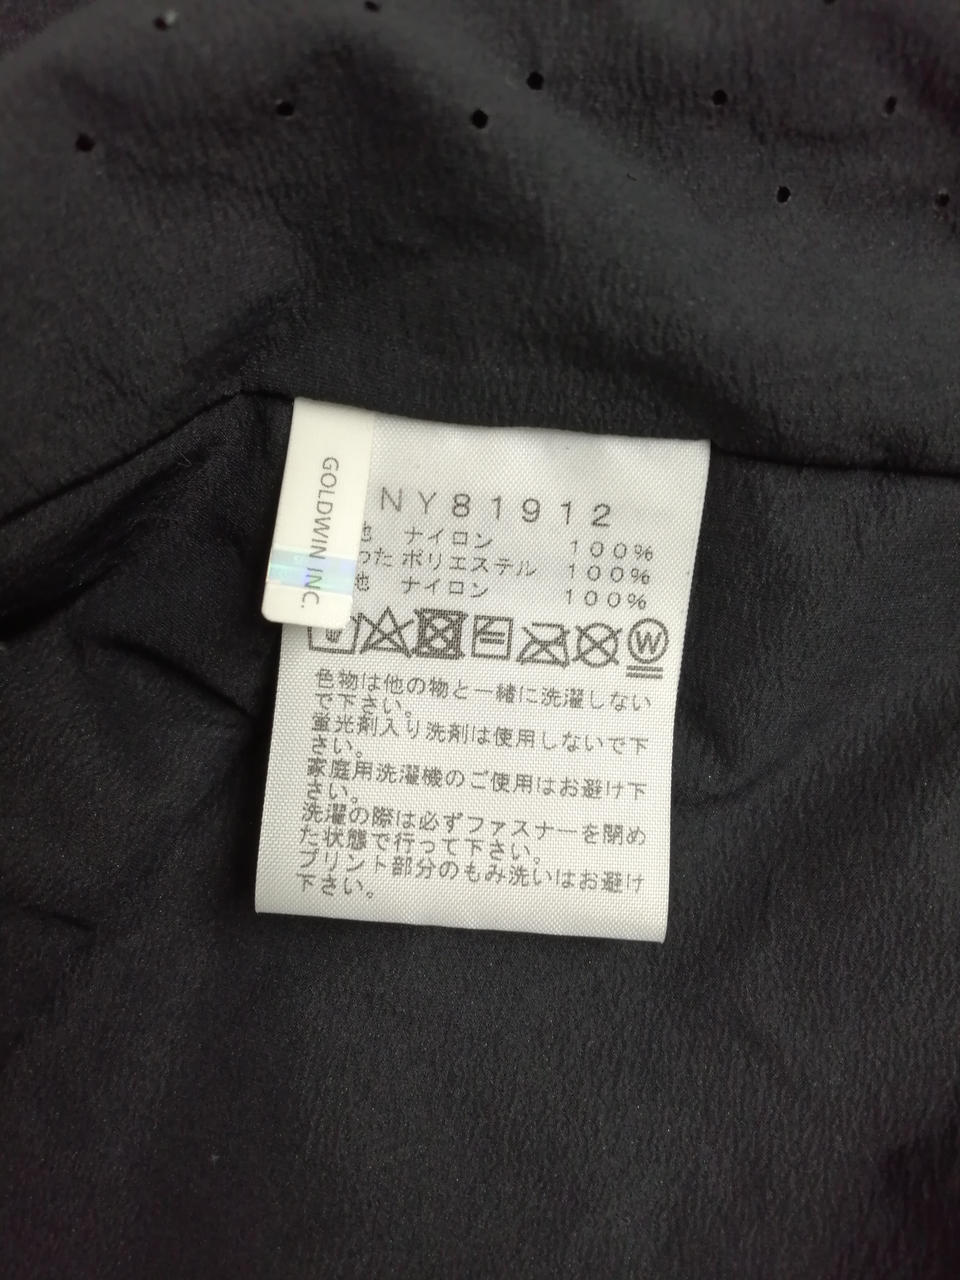 GOLDWIN INC.
NY81912
地 ナイロン 100%
わた ポリエステル 100%
地 ナイロン 100%
W
色物は他の物と一緒に洗濯しない
で下さい。
蛍光剤入り洗剤は使用しないで下
さい。
家庭用洗濯機のご使用はお避け下
さい。
洗濯の際は必ずファスナーを閉め
た状態で行って下さい。
プリント部分のもみ洗いはお避け
下さい。